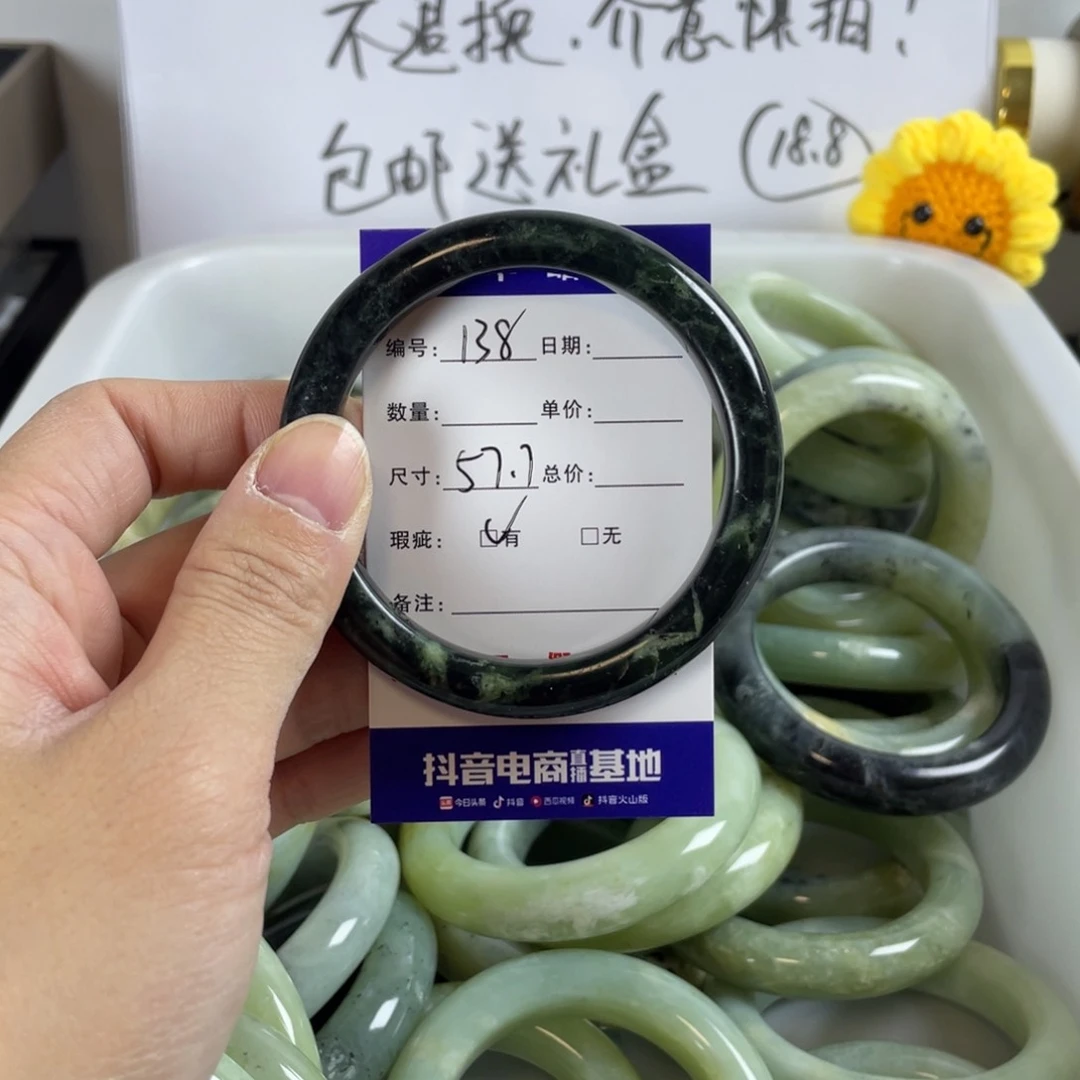 不退换.介意慎拍!
包邮送礼盒 (18.8)
编号: 138 日期:
数量: 单价:
尺寸: 57.7 总价:
瑕疵: ☑有 □无
备注:
抖音电商直播基地
今日头条 抖音 西瓜视频 抖音火山版